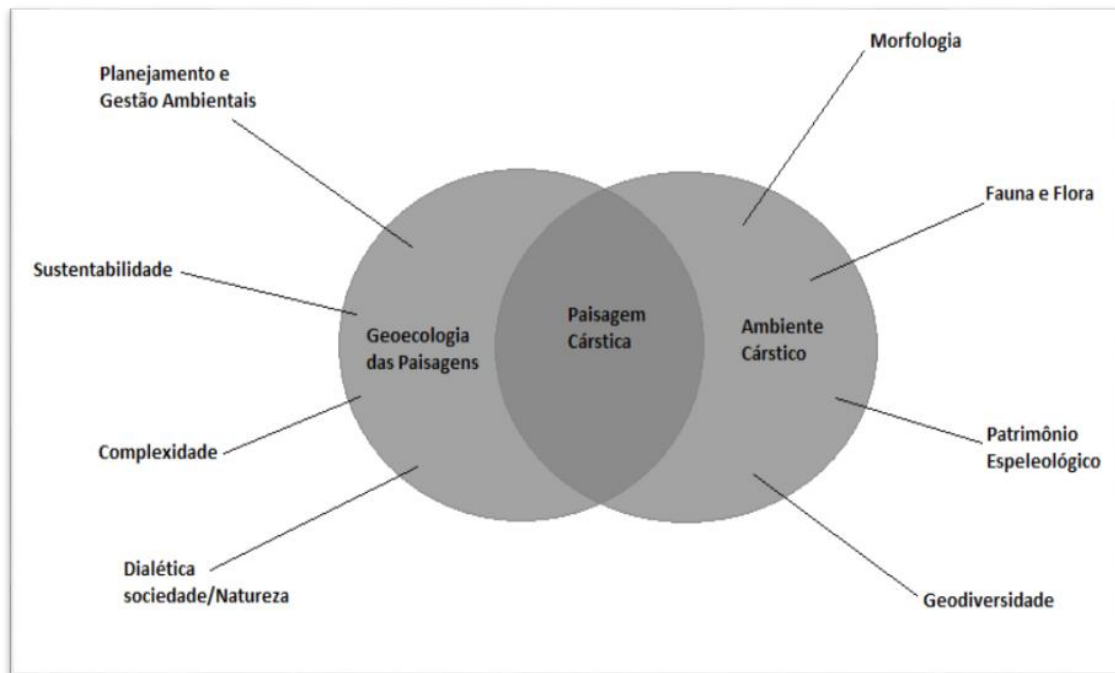 Planejamento e
Gestão Ambientais
Sustentabilidade
Geoecologia
das Paisagens
Complexidade
Dialética
sociedade/Natureza
Paisagem
Cárstica
Morfologia
Fauna e Flora
Ambiente
Cárstico
Patrimônio
Espeleológico
Geodiversidade